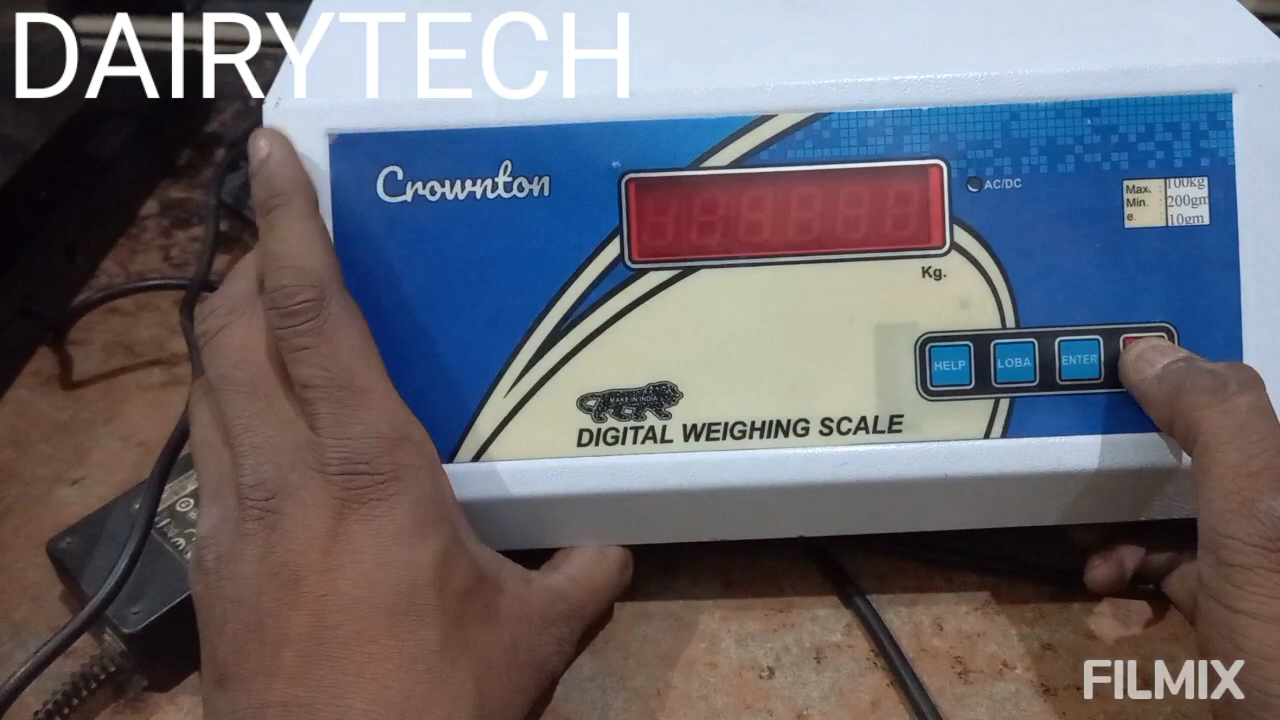 DAIRYTECH
Crownton
AC/DC
Max. : 100kg
Min. : 200gm
e. : 10gm
Kg.
HELP
LOBA
ENTER
MAKE IN INDIA
DIGITAL WEIGHING SCALE
FILMIX